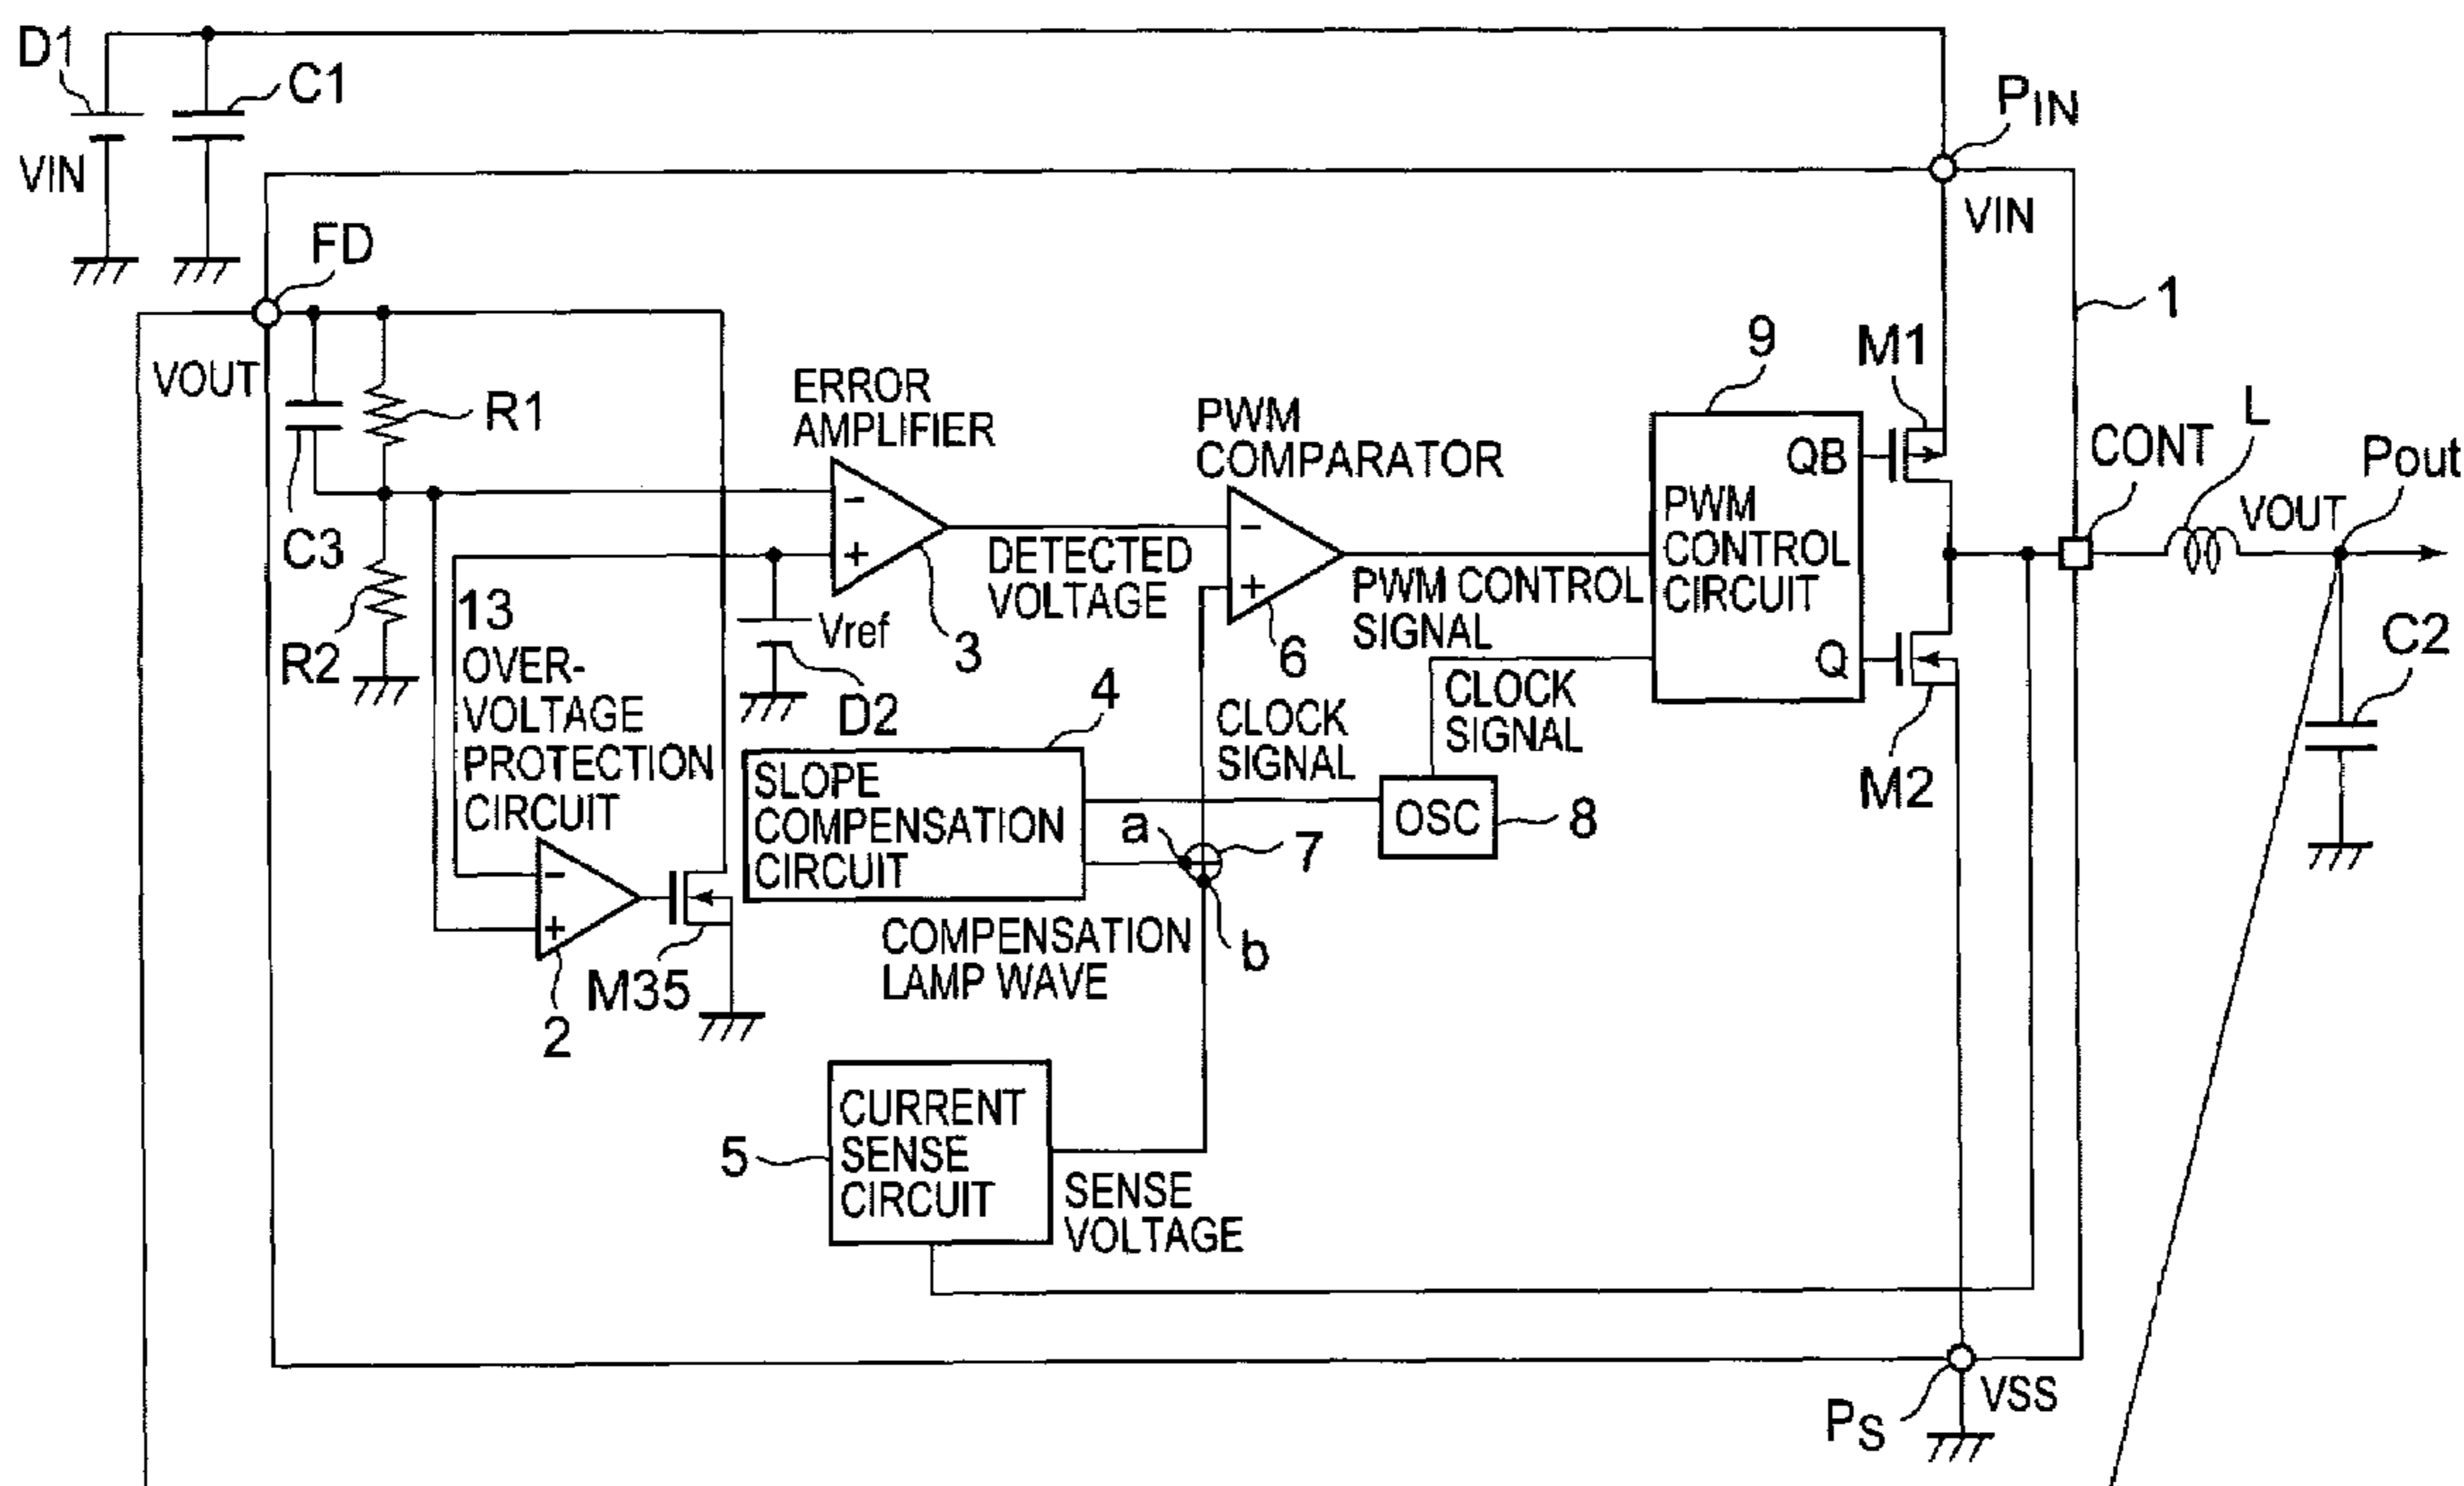 D1
C1
VIN
PIN
VIN
FD
1
VOUT
R1
C3
R2
ERROR
AMPLIFIER
-
+
3
DETECTED
VOLTAGE
PWM
COMPARATOR
-
+
6
PWM CONTROL
SIGNAL
9
QB
PWM
CONTROL
CIRCUIT
Q
M1
M2
CONT
L
VOUT
Pout
C2
13
OVER-
VOLTAGE
PROTECTION
CIRCUIT
Vref
D2
4
SLOPE
COMPENSATION
CIRCUIT
CLOCK
SIGNAL
CLOCK
SIGNAL
OSC
8
a
7
b
-
+
2
M35
COMPENSATION
LAMP WAVE
5
CURRENT
SENSE
CIRCUIT
SENSE
VOLTAGE
PS
VSS